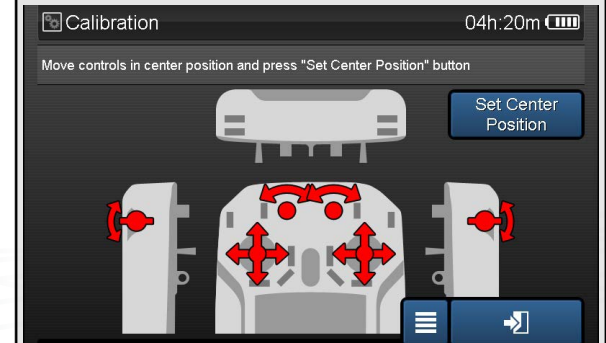 Calibration
04h:20m
Move controls in center position and press "Set Center Position" button
Set Center
Position